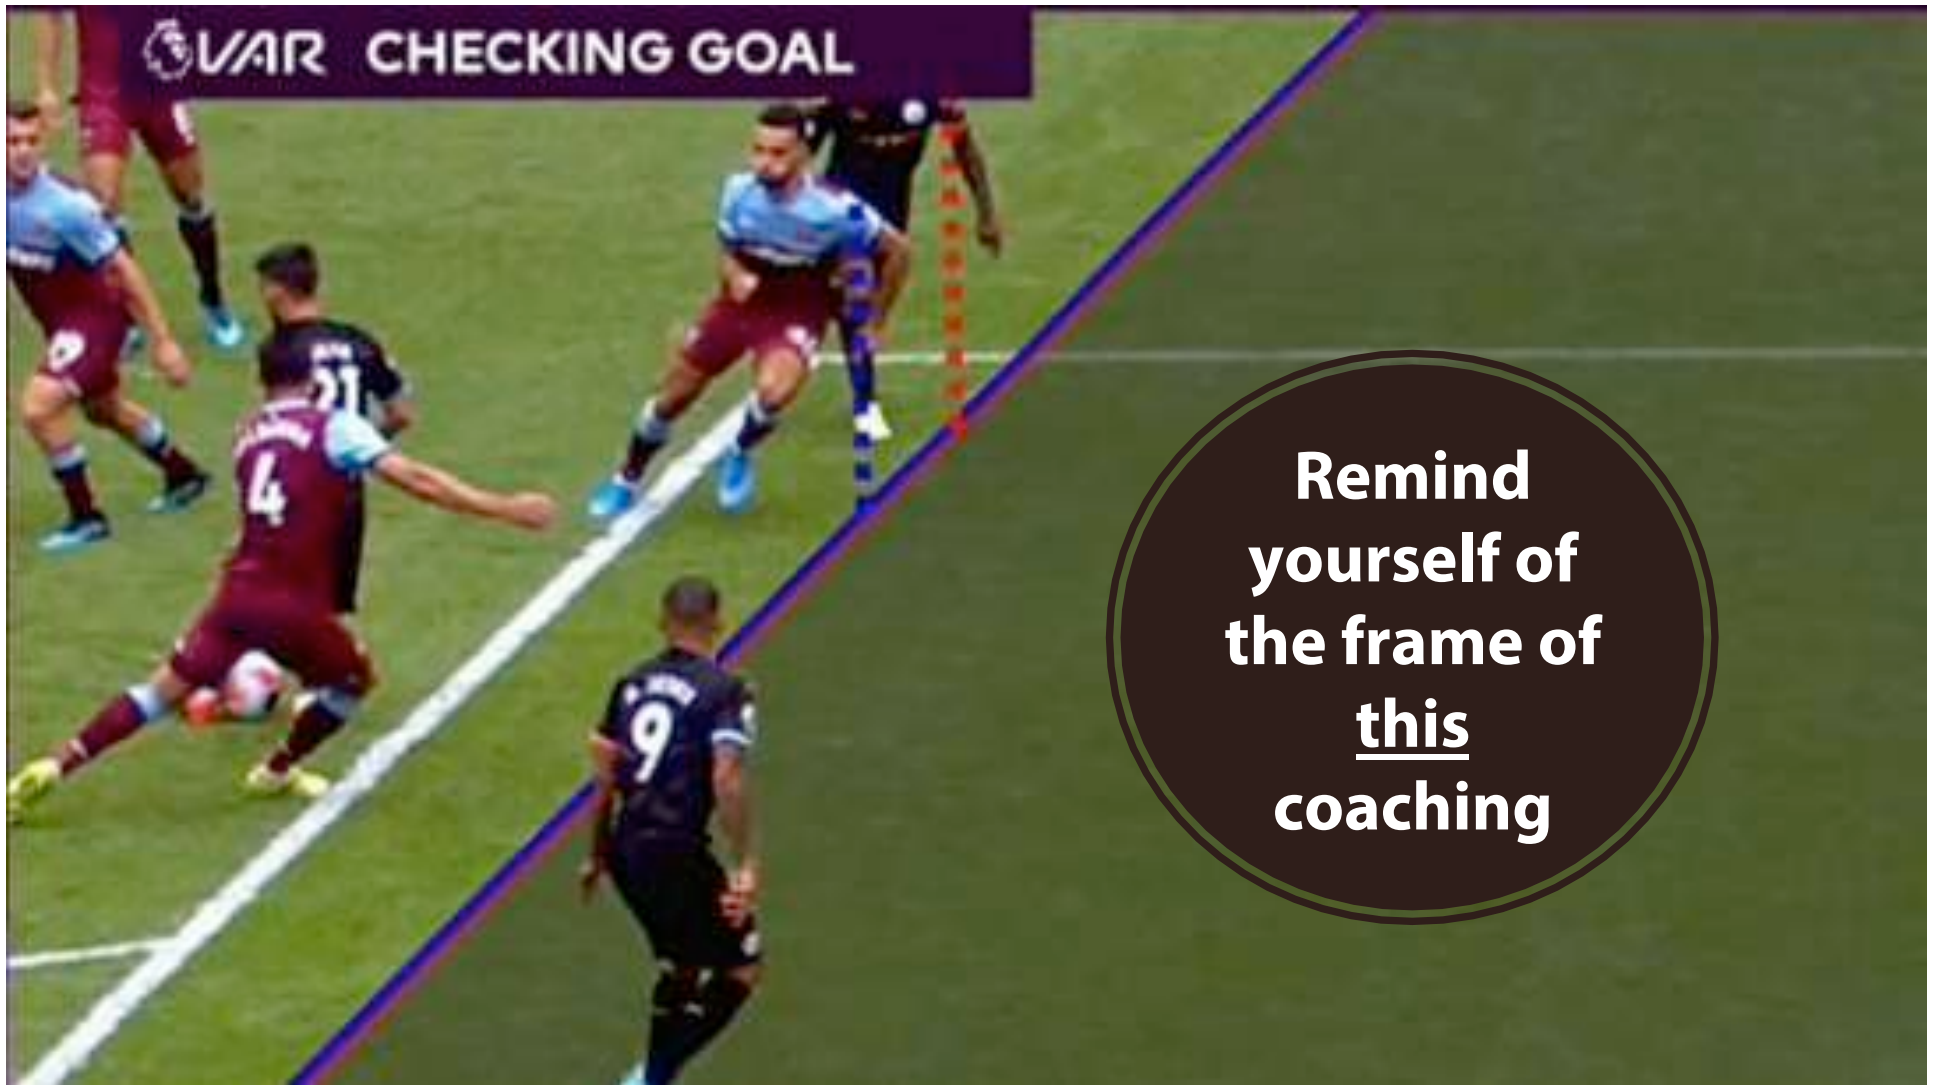 VAR CHECKING GOAL
21
4
9
Remind
yourself of
the frame of
this
coaching